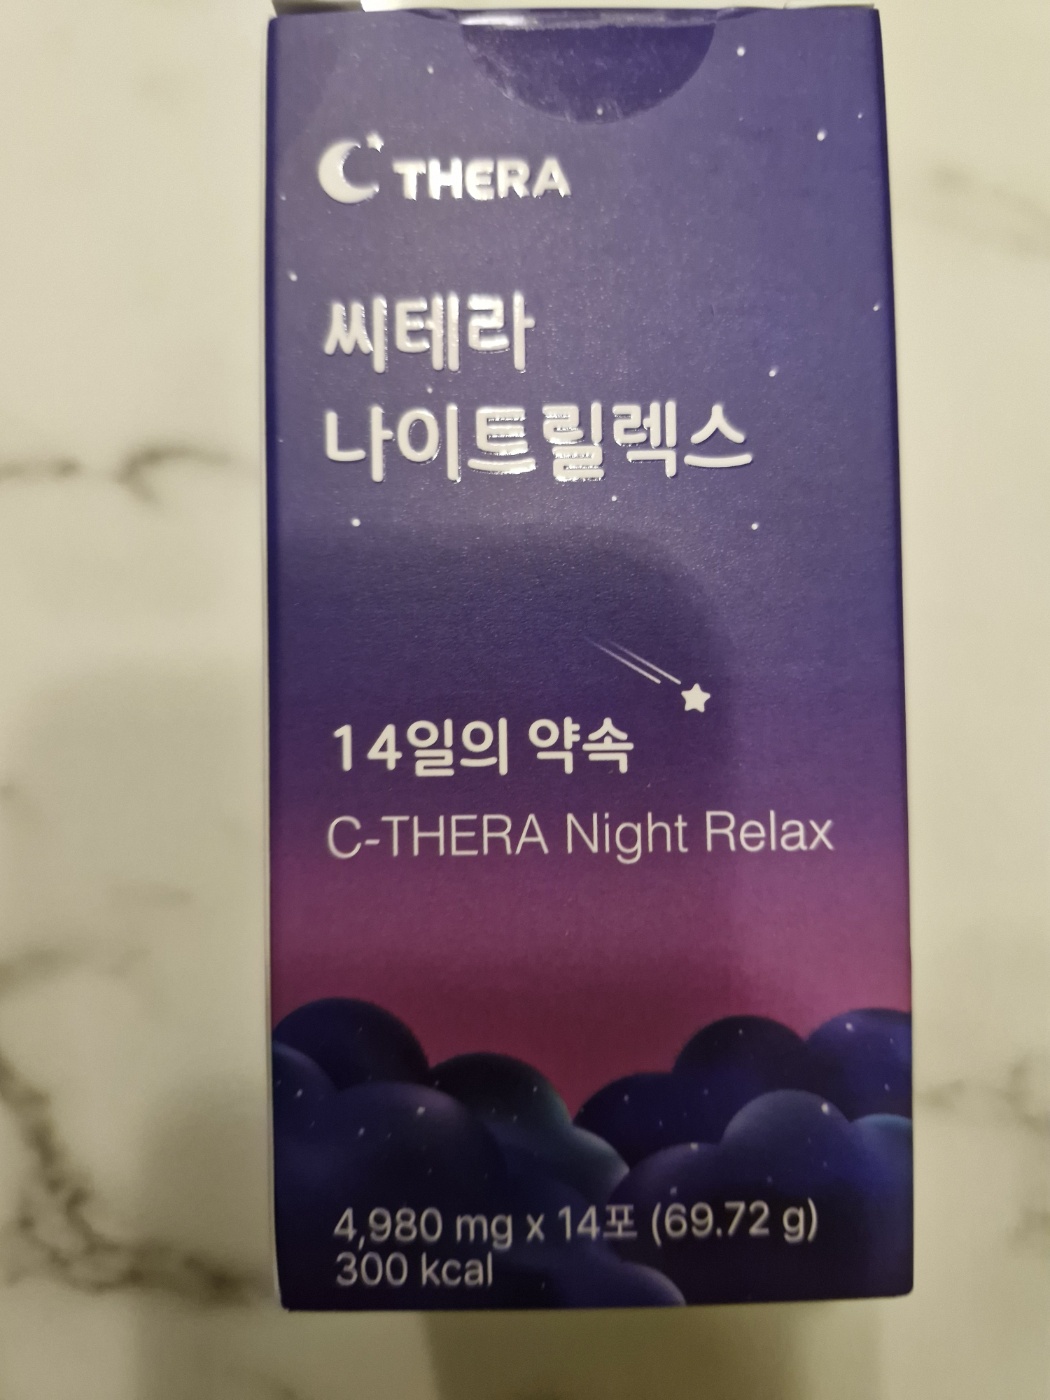 C THERA
씨테라
나이트릴렉스
14일의 약속
C-THERA Night Relax
4,980 mg x 14포 (69.72 g)
300 kcal